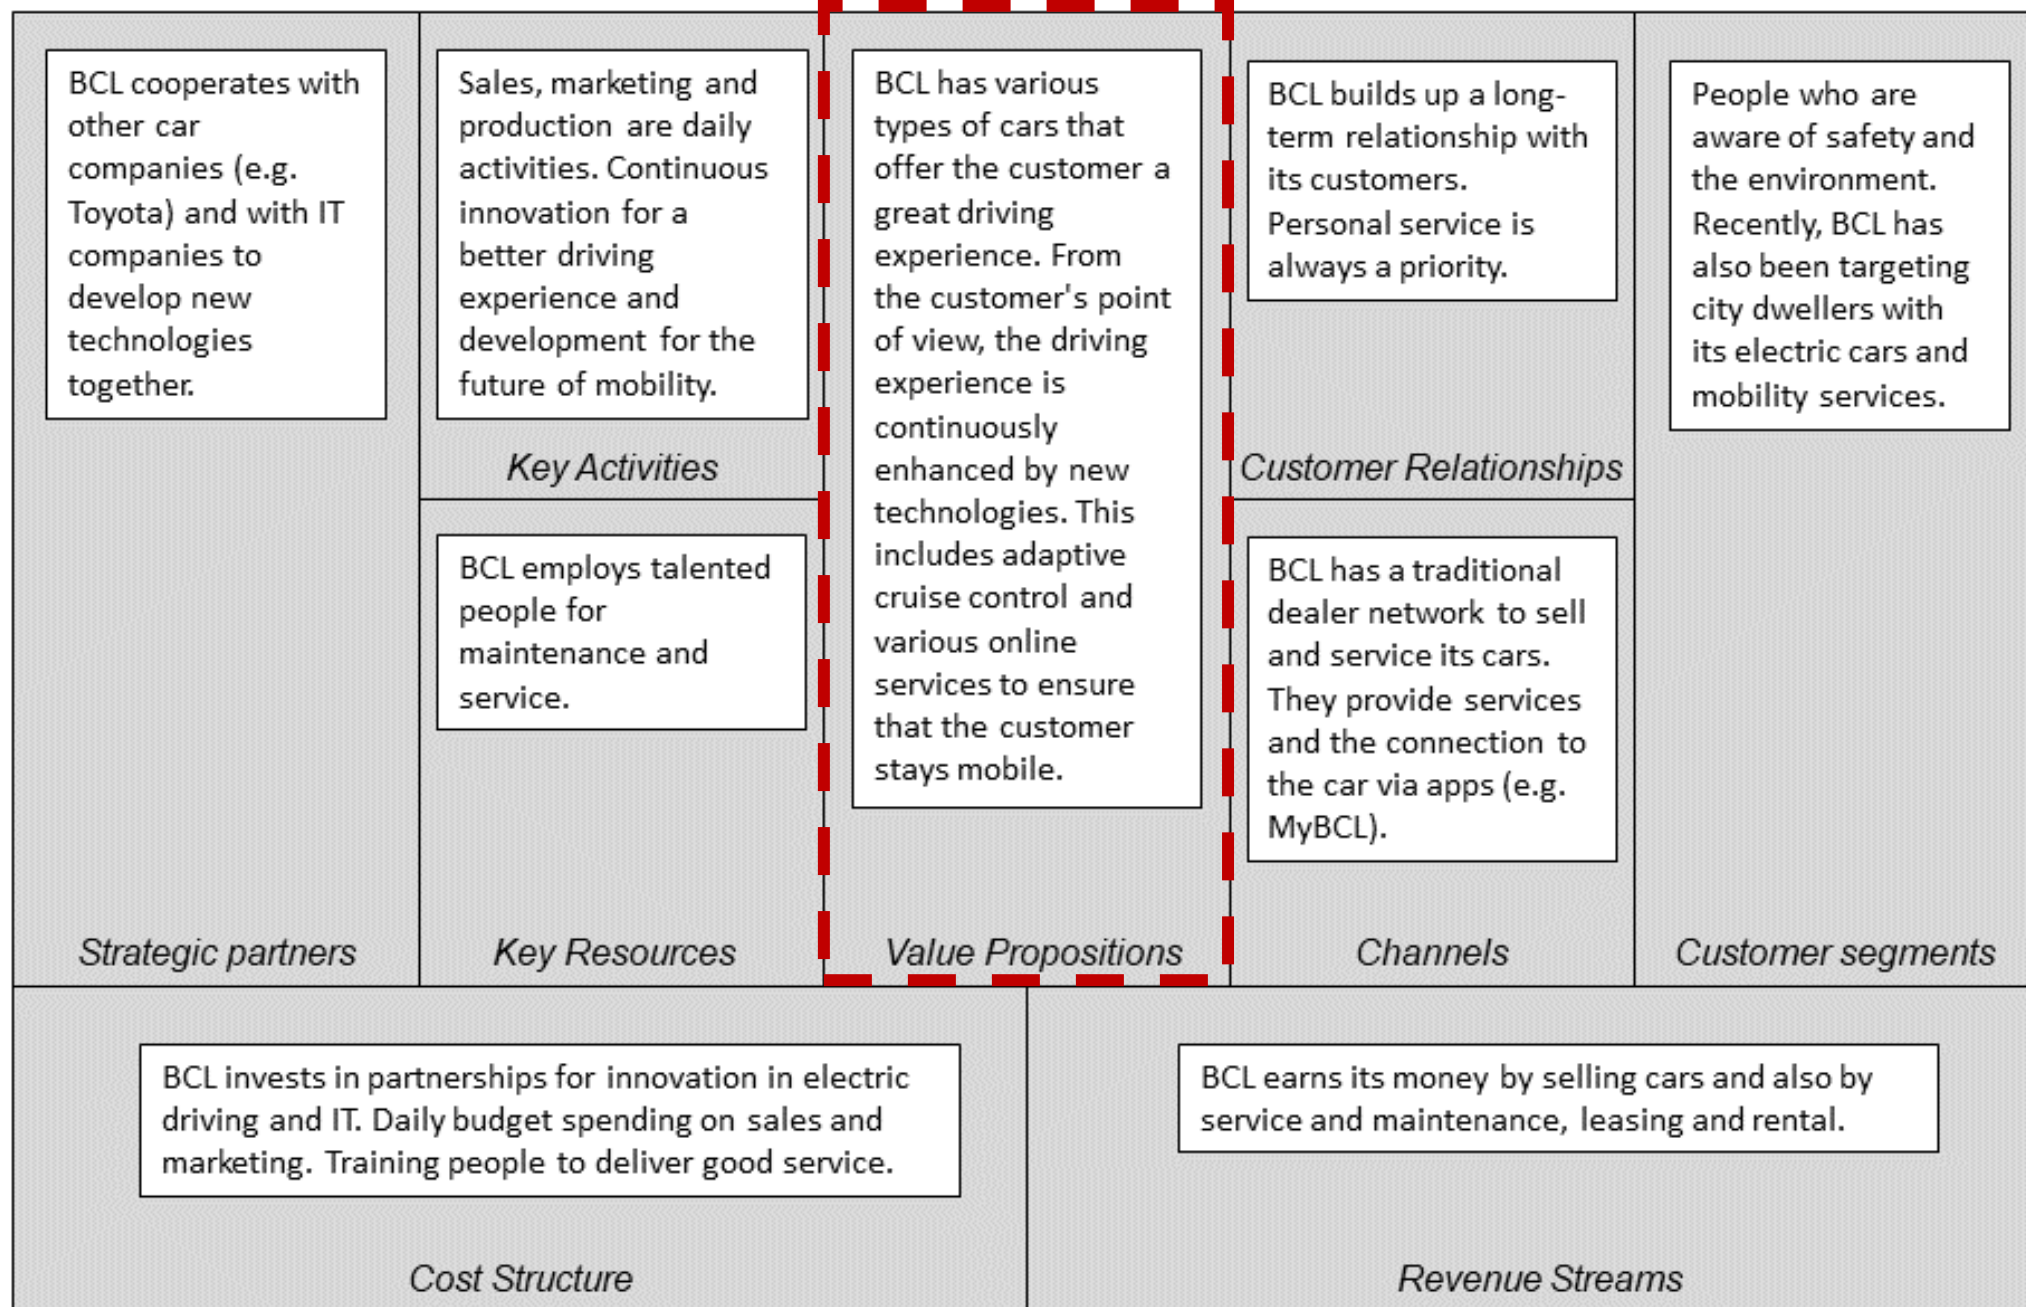 BCL cooperates with
other car
companies (e.g.
Toyota) and with IT
companies to
develop new
technologies
together.
Strategic partners
Sales, marketing and
production are daily
activities. Continuous
innovation for a
better driving
experience and
development for the
future of mobility.
Key Activities
BCL employs talented
people for
maintenance and
service.
Key Resources
BCL has various
types of cars that
offer the customer a
great driving
experience. From
the customer's point
of view, the driving
experience is
continuously
enhanced by new
technologies. This
includes adaptive
cruise control and
various online
services to ensure
that the customer
stays mobile.
Value Propositions
BCL builds up a long-
term relationship with
its customers.
Personal service is
always a priority.
Customer Relationships
BCL has a traditional
dealer network to sell
and service its cars.
They provide services
and the connection to
the car via apps (e.g.
MyBCL).
Channels
People who are
aware of safety and
the environment.
Recently, BCL has
also been targeting
city dwellers with
its electric cars and
mobility services.
Customer segments
BCL invests in partnerships for innovation in electric
driving and IT. Daily budget spending on sales and
marketing. Training people to deliver good service.
Cost Structure
BCL earns its money by selling cars and also by
service and maintenance, leasing and rental.
Revenue Streams